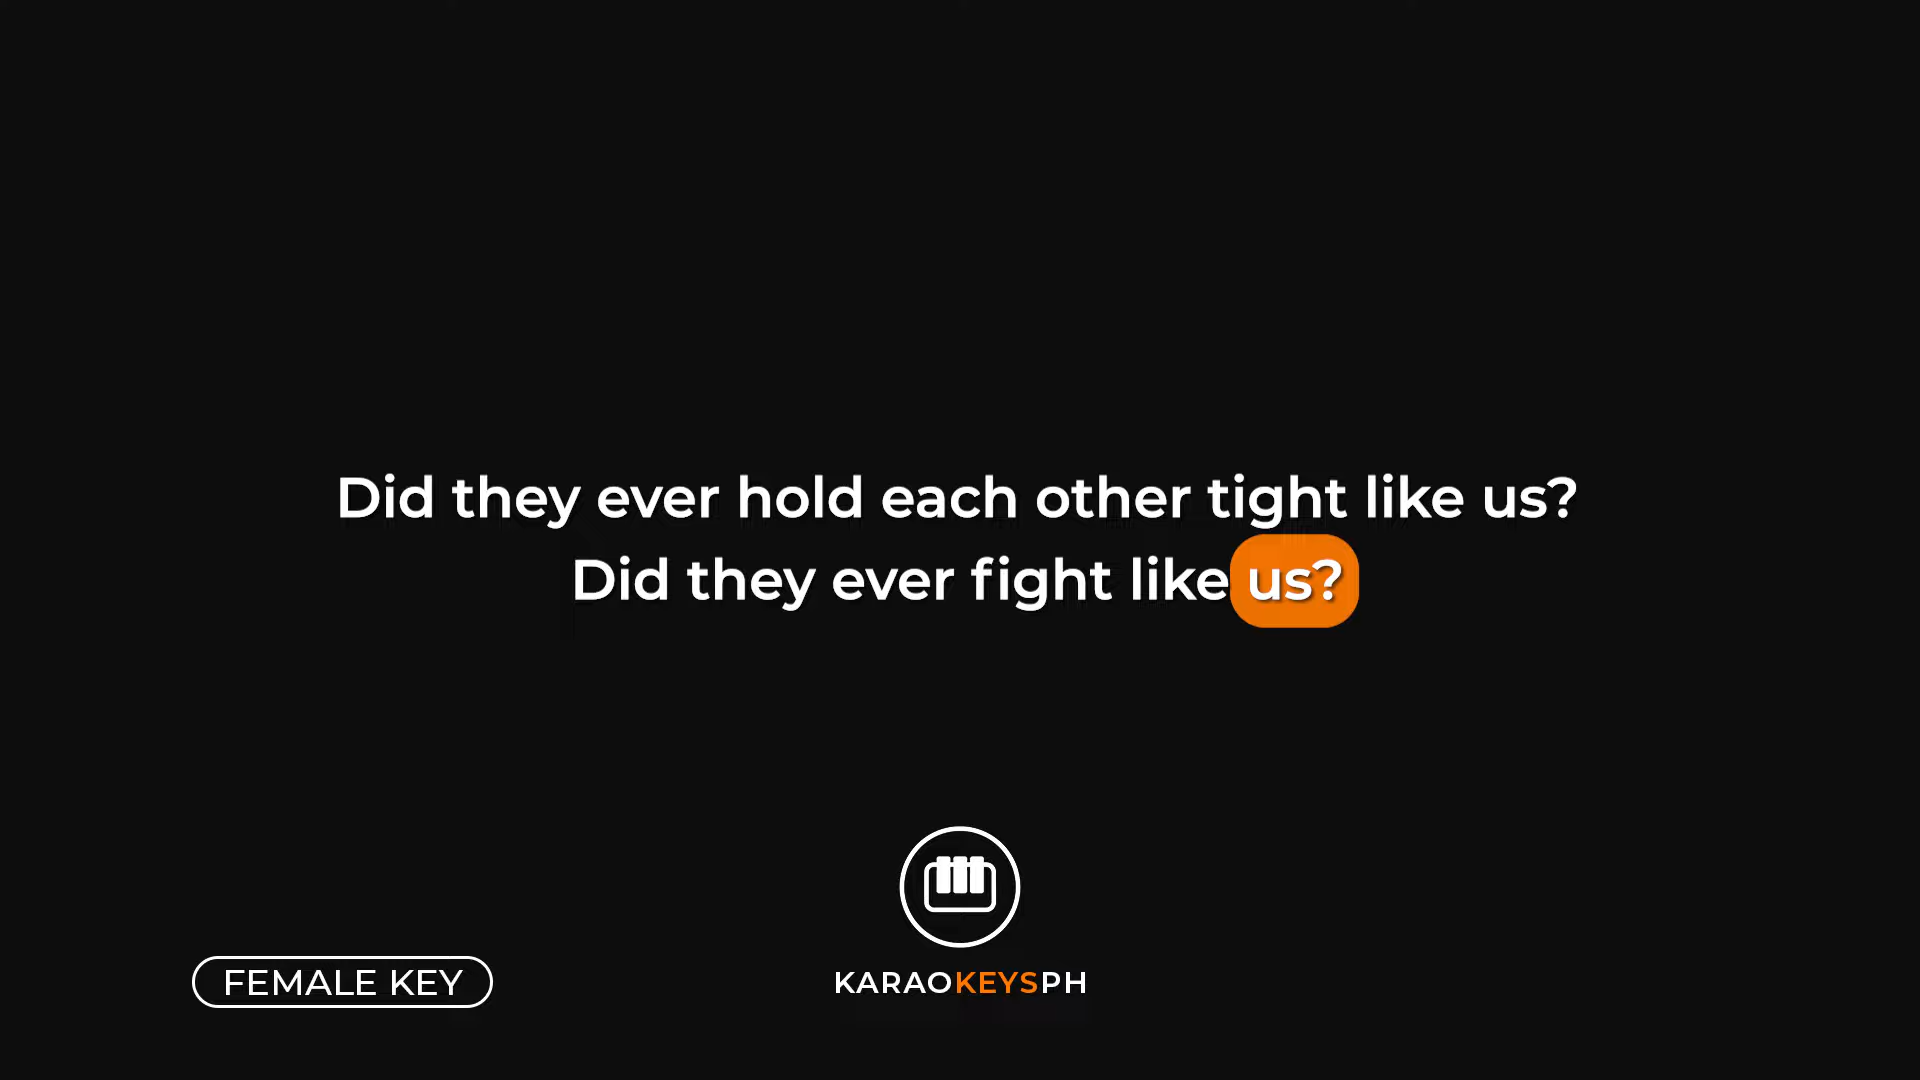 Did they ever hold each other tight like us?
Did they ever fight like us?
FEMALE KEY
KARAOKEYSPH